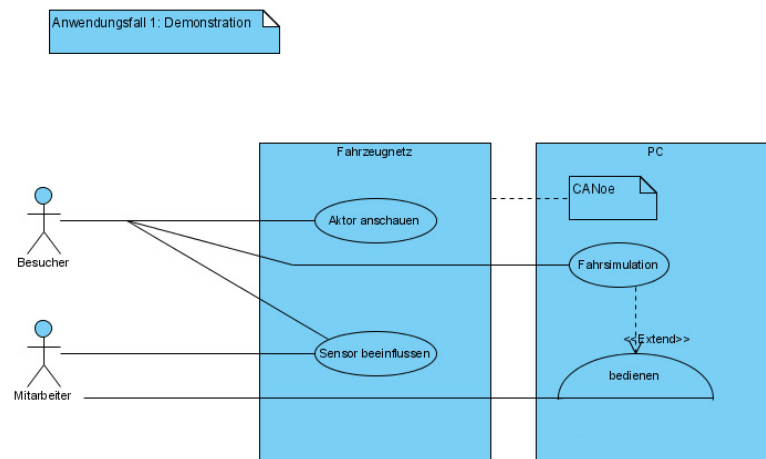 Anwendungsfall 1: Demonstration
Fahrzeugnetz
PC
CANoe
Aktor anschauen
Besucher
Fahrsimulation
<<Extend>>
Sensor beeinflussen
bedienen
Mitarbeiter